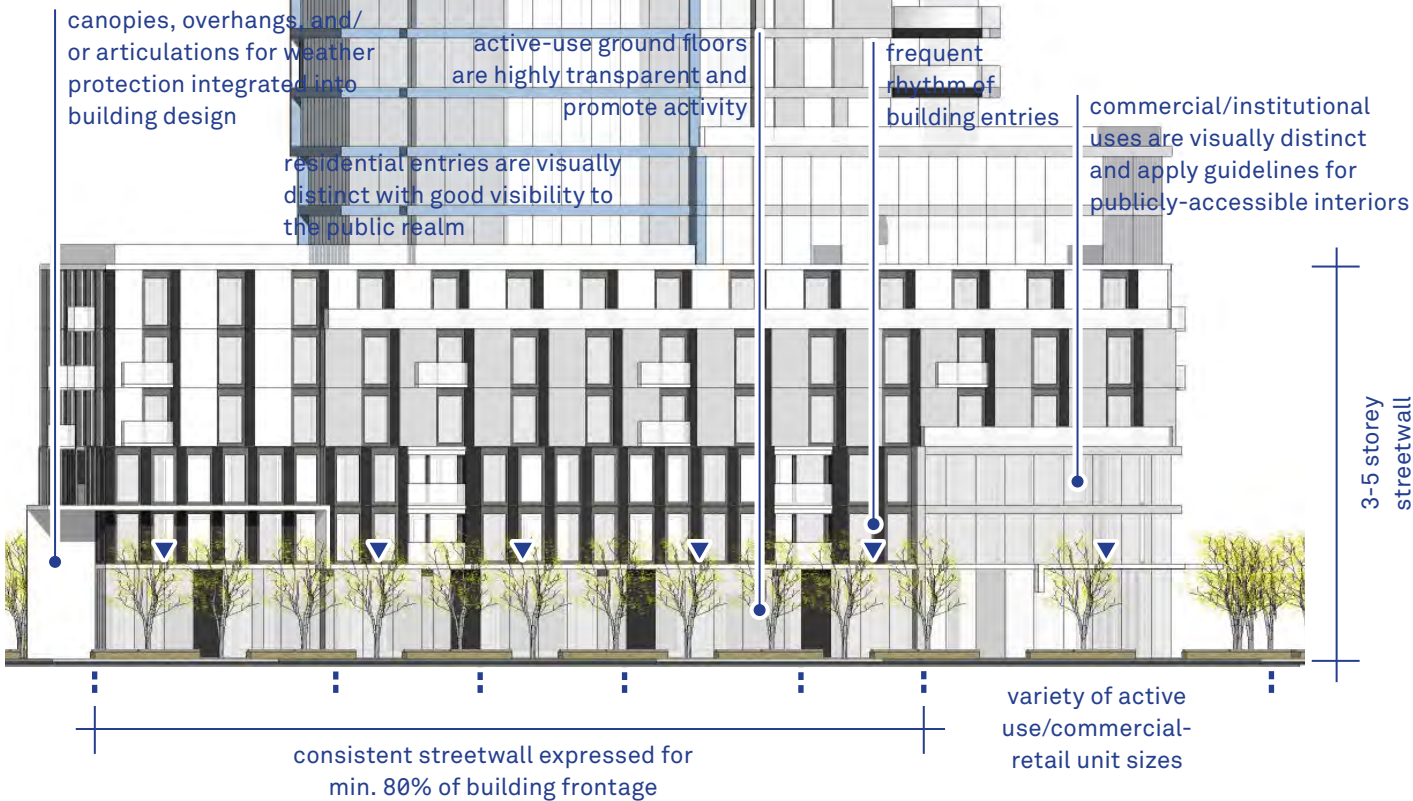 canopies, overhangs, and/
or articulations for weather
protection integrated into
building design
residential entries are visually
distinct with good visibility to
the public realm
active-use ground floors
are highly transparent and
promote activity
frequent
rhythm of
building entries
commercial/institutional
uses are visually distinct
and apply guidelines for
publicly-accessible interiors
3-5 storey
streetwall
consistent streetwall expressed for
min. 80% of building frontage
variety of active
use/commercial-
retail unit sizes